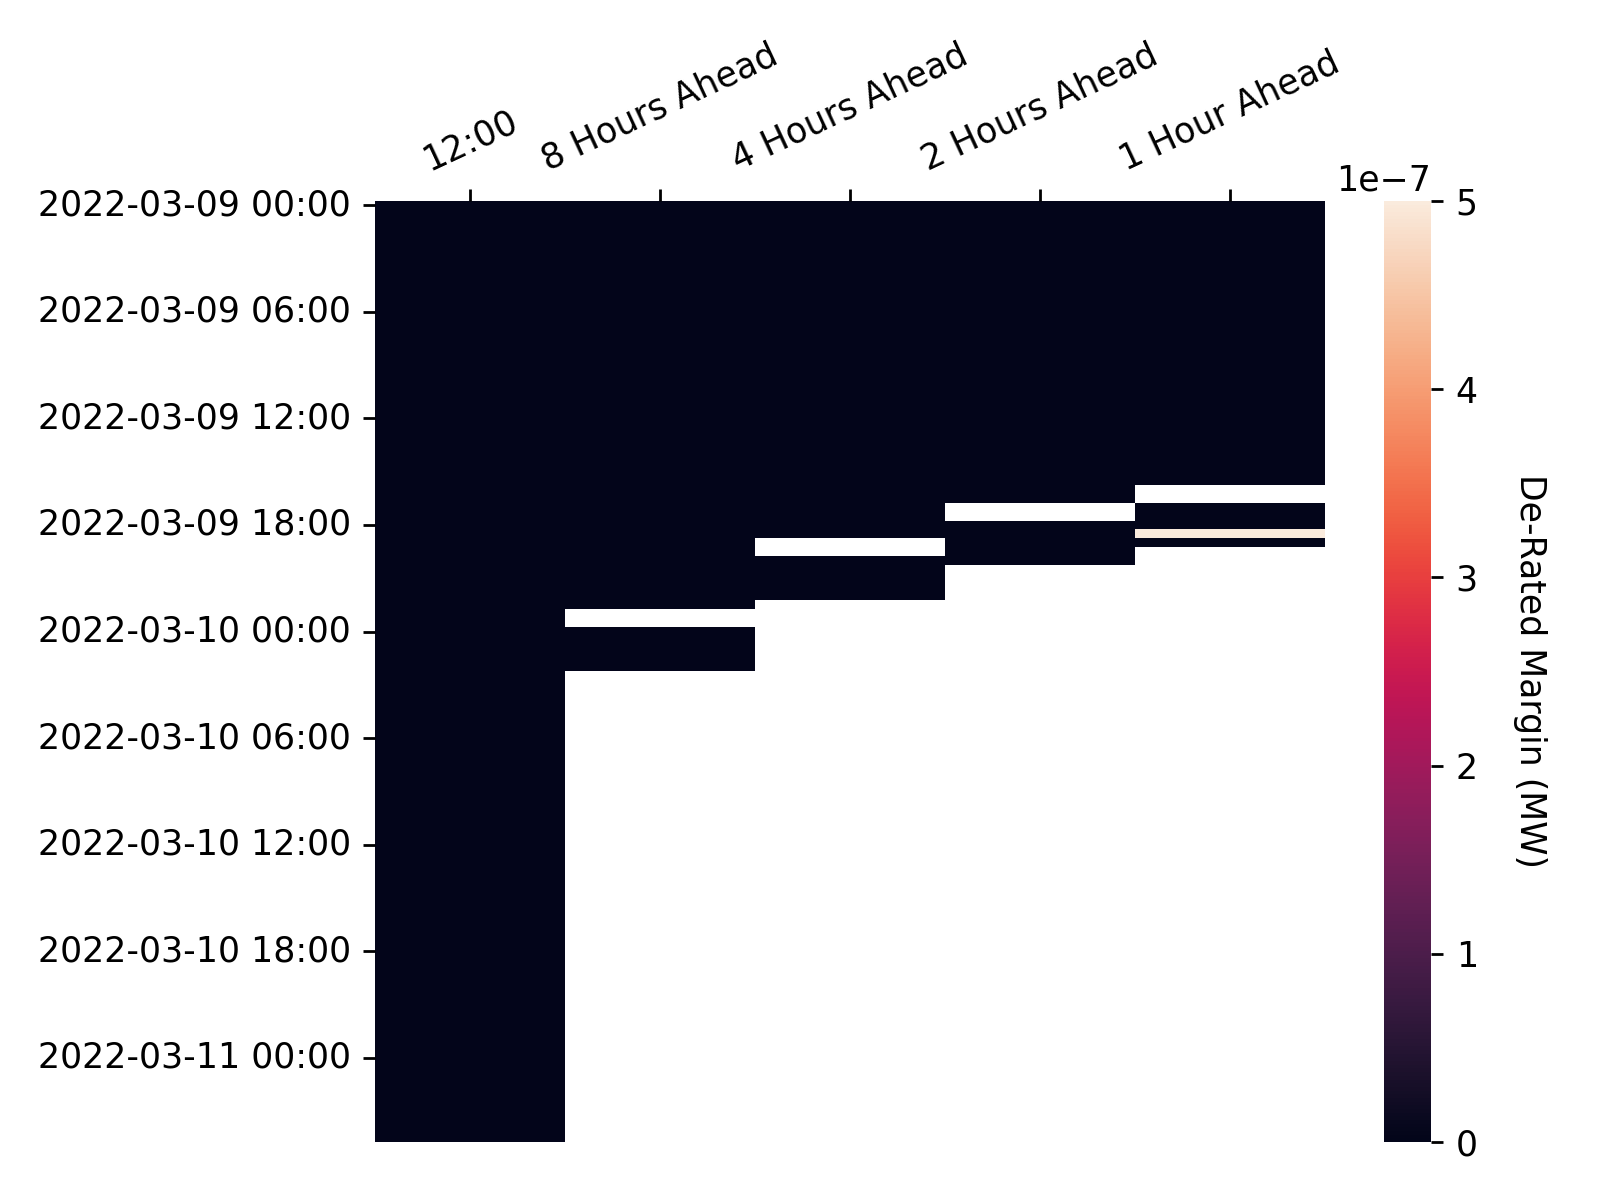 12:00
8 Hours Ahead
4 Hours Ahead
2 Hours Ahead
1 Hour Ahead
2022-03-09 00:00
2022-03-09 06:00
2022-03-09 12:00
2022-03-09 18:00
2022-03-10 00:00
2022-03-10 06:00
2022-03-10 12:00
2022-03-10 18:00
2022-03-11 00:00
1e−7
5
4
3
2
1
0
De-Rated Margin (MW)